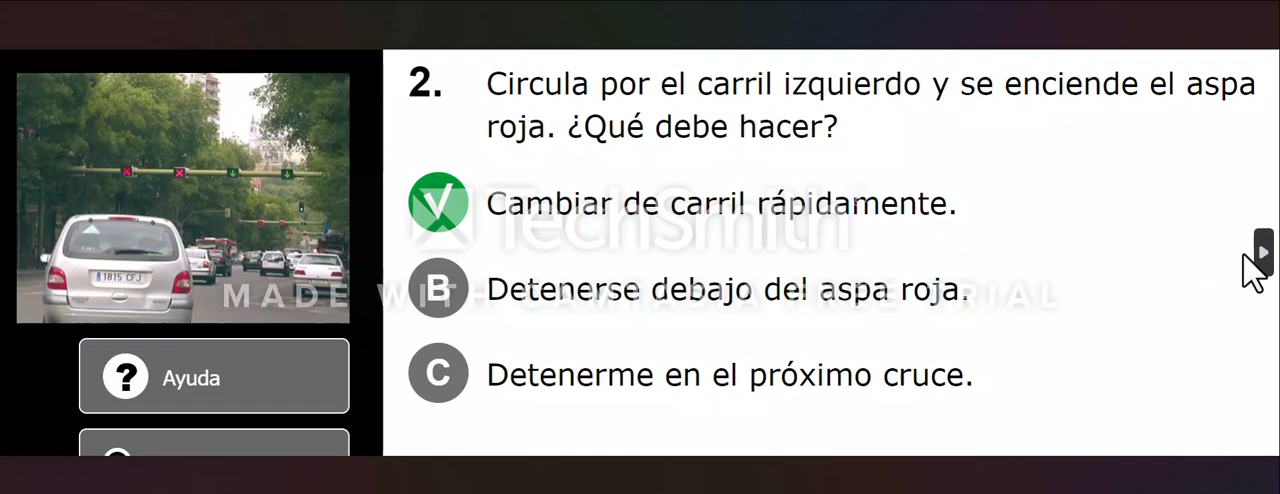 2. Circula por el carril izquierdo y se enciende el aspa
roja. ¿Qué debe hacer?
Cambiar de carril rápidamente.
B Detenerse debajo del aspa roja.
C Detenerme en el próximo cruce.
1815 CFJ
? Ayuda
TechSmith
MADE WITH CAMTASIA FREE TRIAL